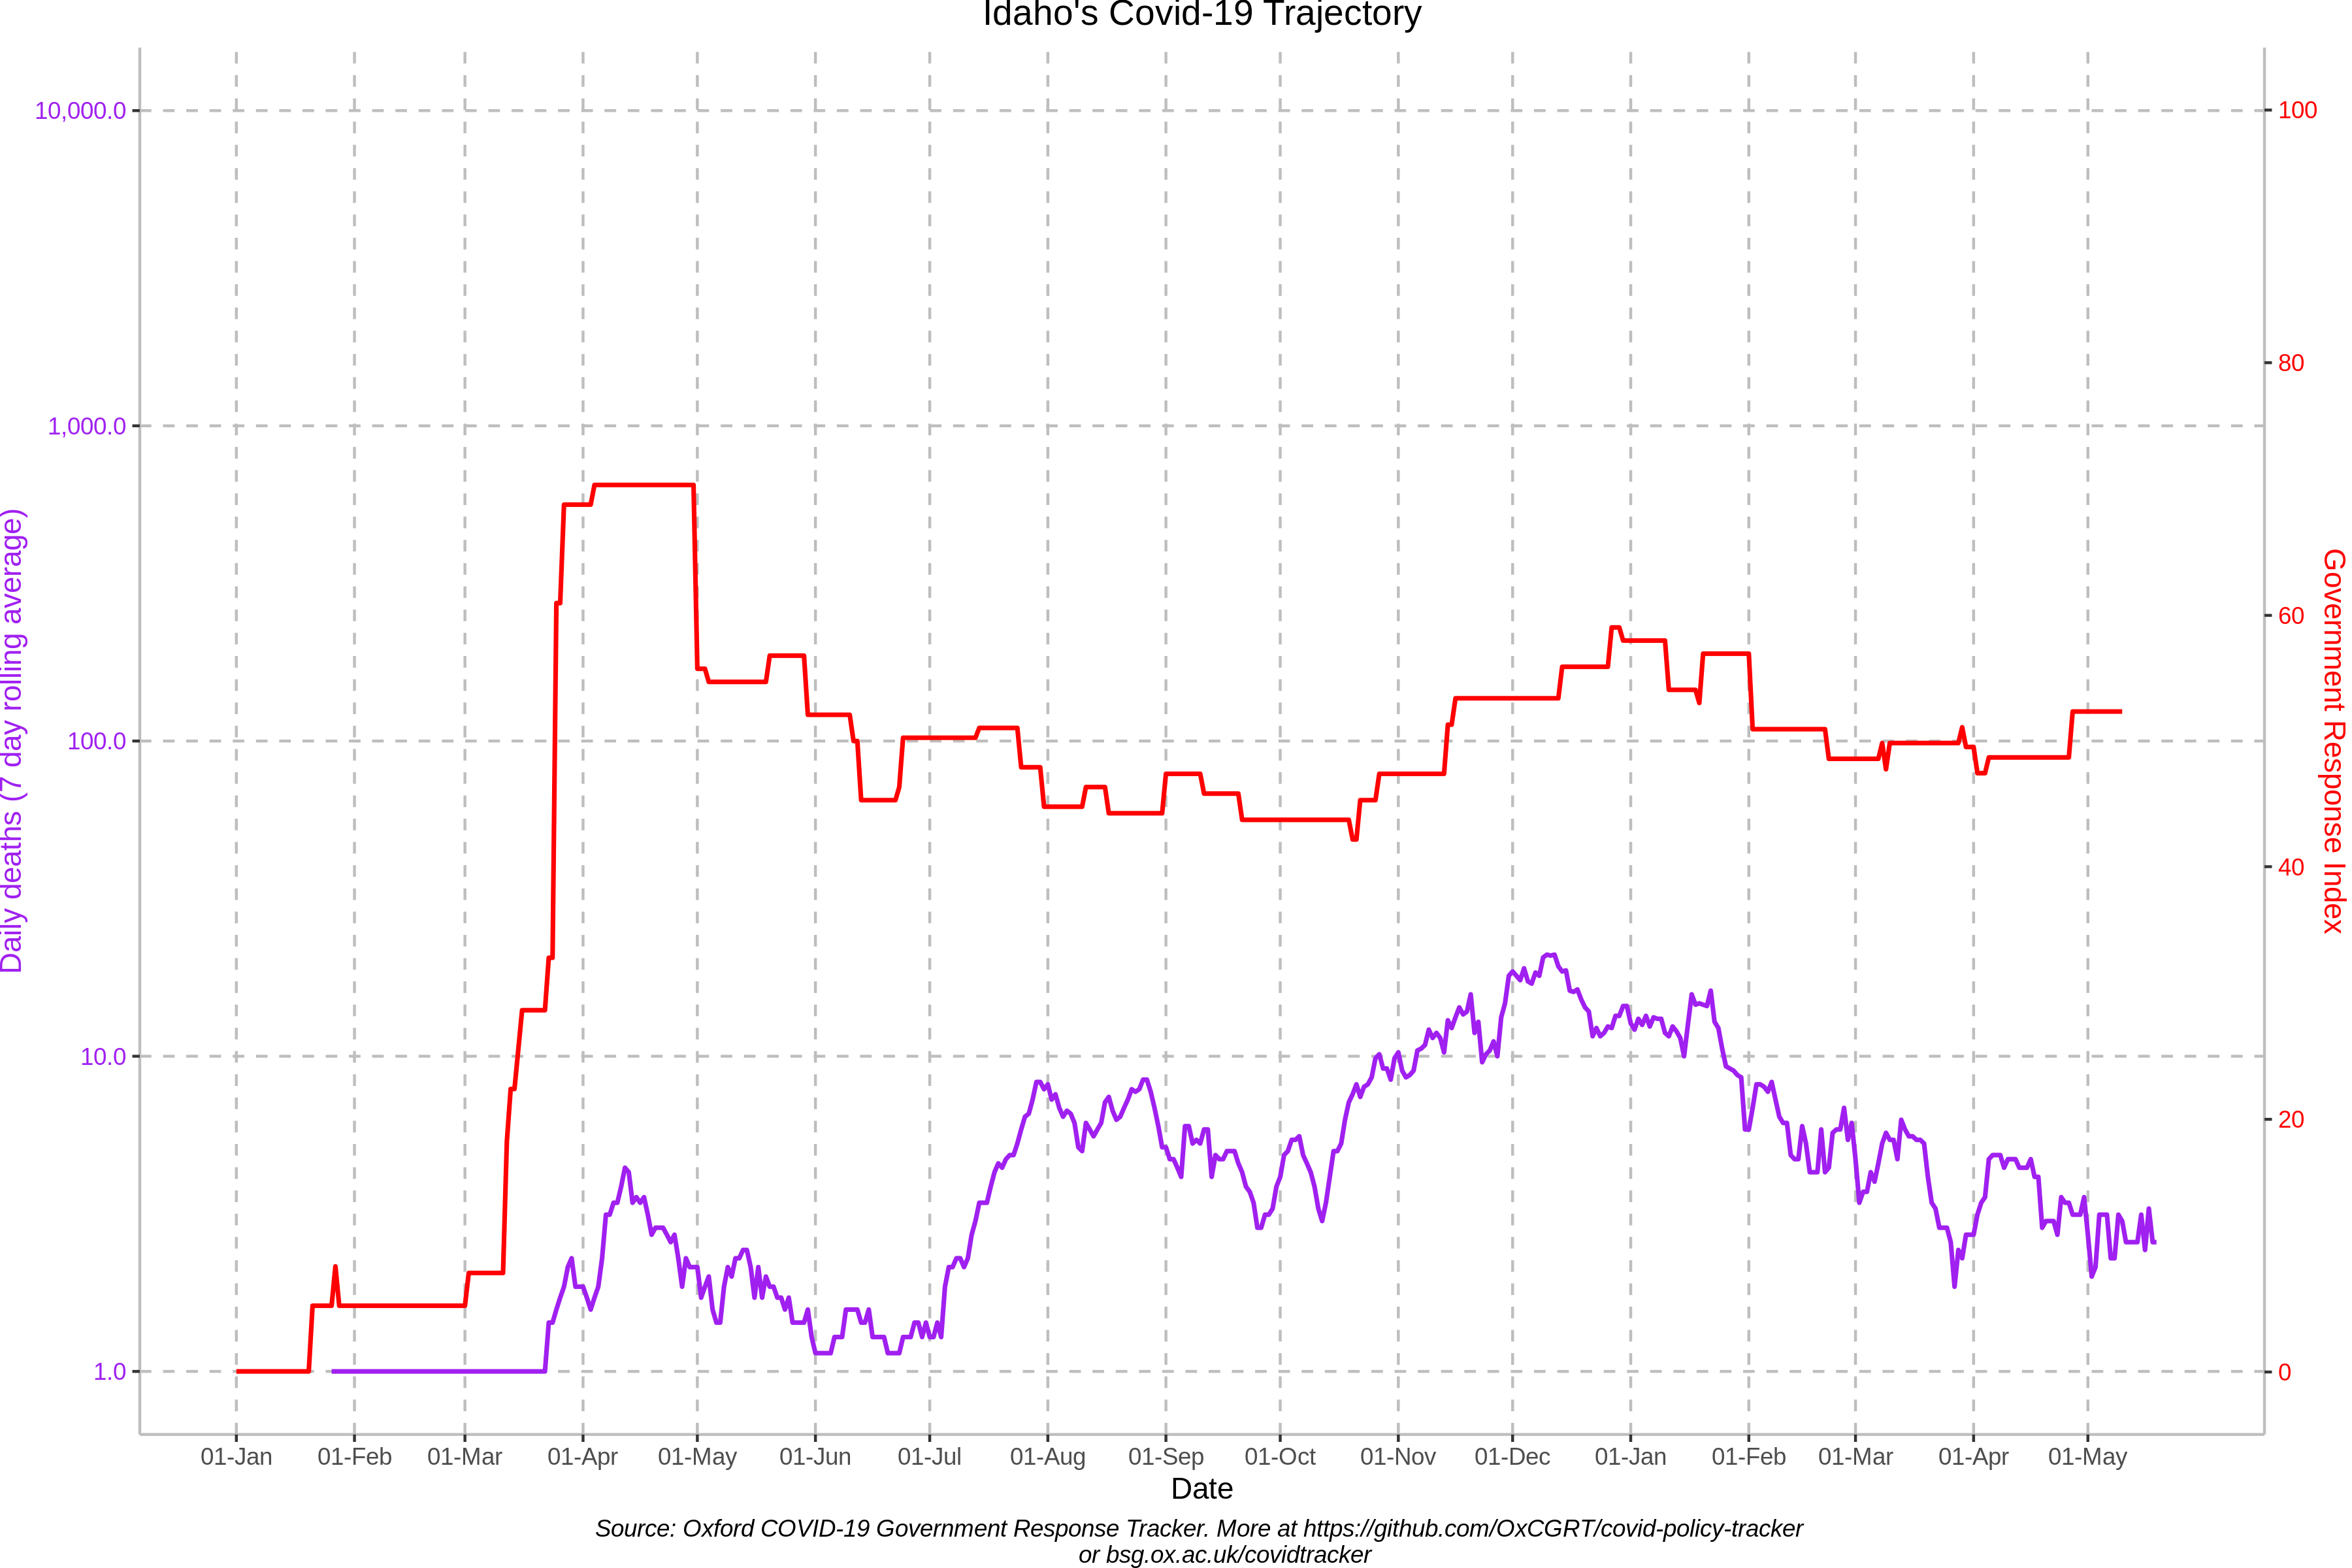 Idaho's Covid-19 Trajectory
10,000.0
1,000.0
100.0
10.0
1.0
Daily deaths (7 day rolling average)
100
80
60
40
20
0
Government Response Index
01-Jan 01-Feb 01-Mar 01-Apr 01-May 01-Jun 01-Jul 01-Aug 01-Sep 01-Oct 01-Nov 01-Dec 01-Jan 01-Feb 01-Mar 01-Apr 01-May
Date
Source: Oxford COVID-19 Government Response Tracker. More at https://github.com/OxCGRT/covid-policy-tracker
or bsg.ox.ac.uk/covidtracker